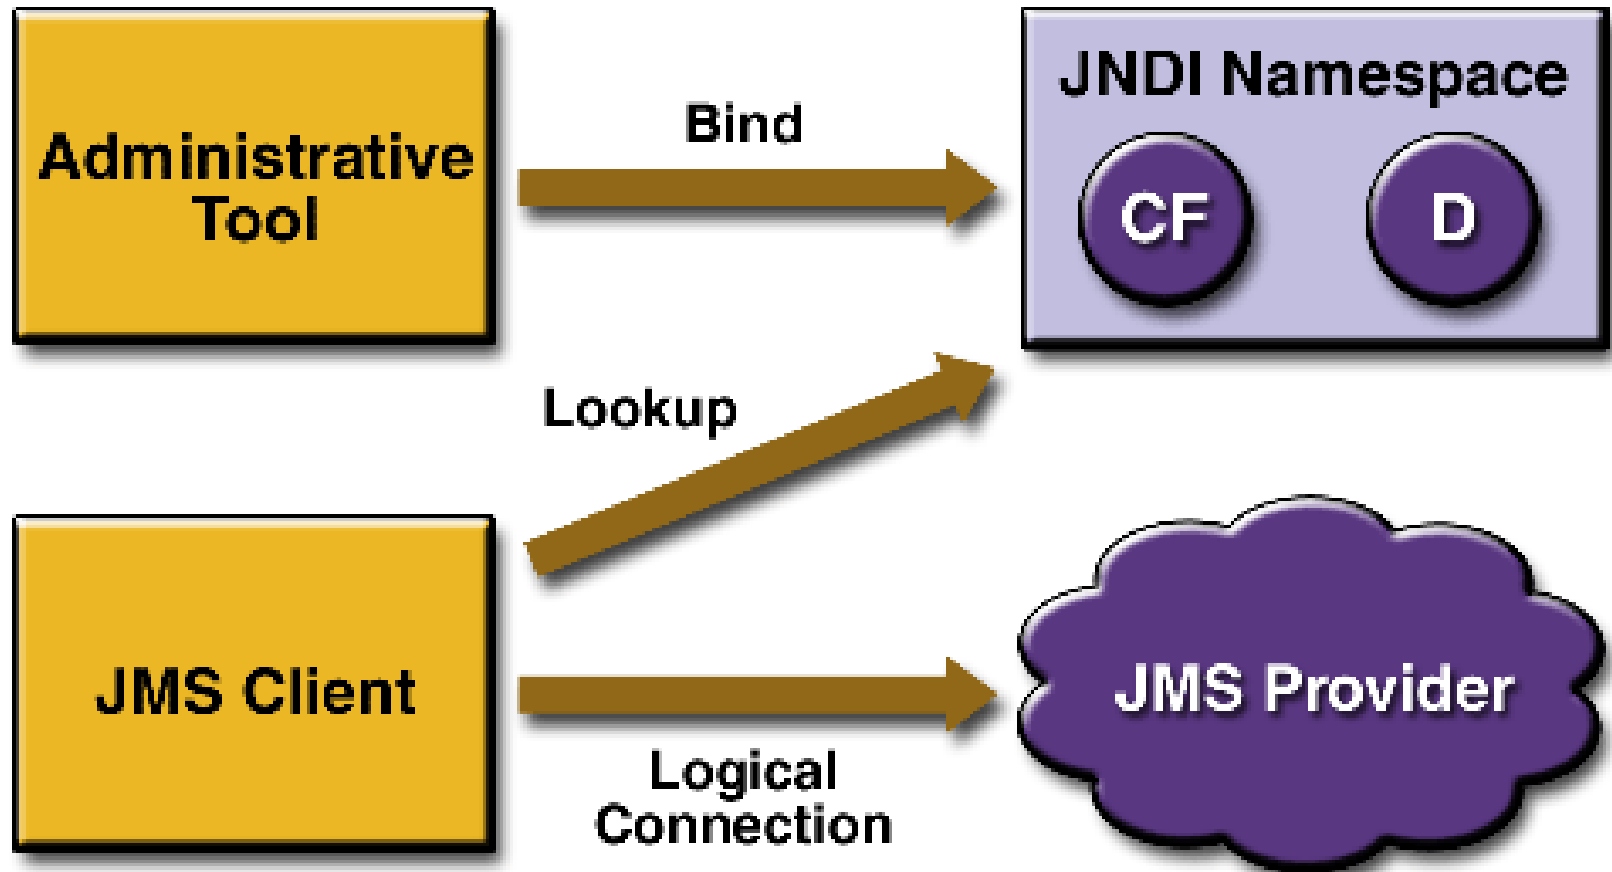 Administrative
Tool
Bind
JNDI Namespace
CF
D
Lookup
JMS Client
Logical
Connection
JMS Provider